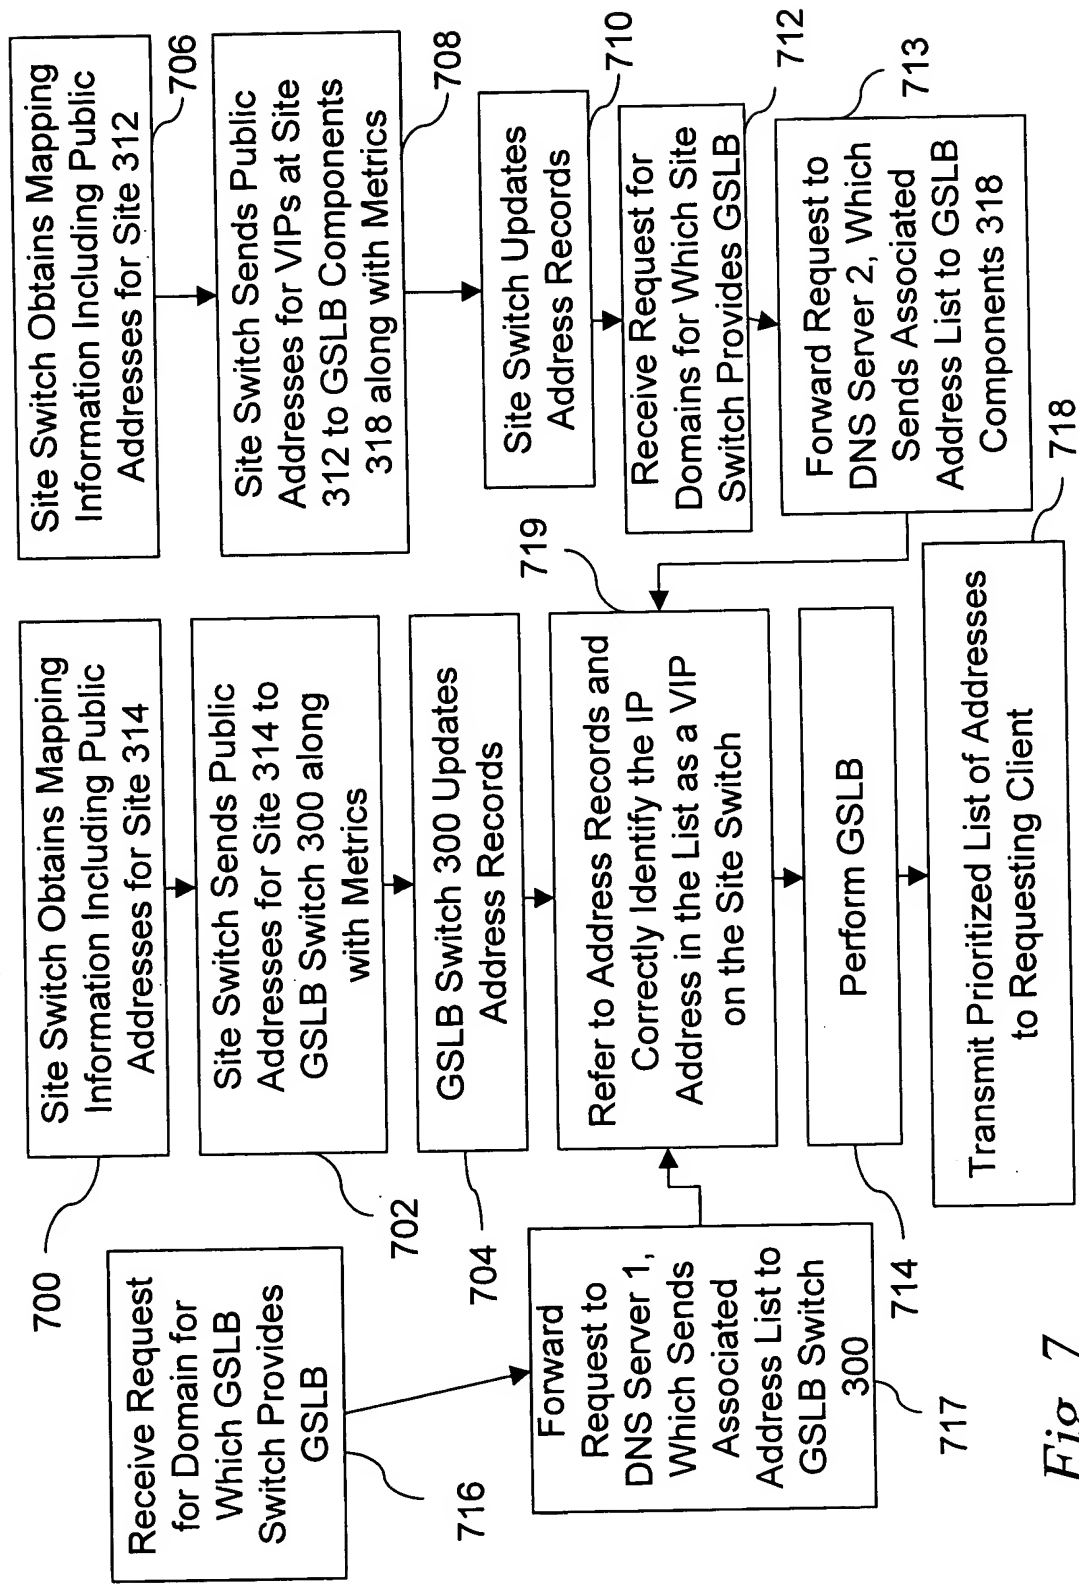 Receive Request
for Domain for
Which GSLB
Switch Provides
GSLB
716
Forward
Request to
DNS Server 1,
Which Sends
Associated
Address List to
GSLB Switch
300
717
Site Switch Obtains Mapping
Information Including Public
Addresses for Site 314
700
Site Switch Sends Public
Addresses for Site 314 to
GSLB Switch 300 along
with Metrics
702
GSLB Switch 300 Updates
Address Records
704
Refer to Address Records and
Correctly Identify the IP
Address in the List as a VIP
on the Site Switch
719
Perform GSLB
714
Transmit Prioritized List of Addresses
to Requesting Client
718
Site Switch Obtains Mapping
Information Including Public
Addresses for Site 312
706
Site Switch Sends Public
Addresses for VIPs at Site
312 to GSLB Components
318 along with Metrics
708
Site Switch Updates
Address Records
710
Receive Request for
Domains for Which Site
Switch Provides GSLB
712
Forward Request to
DNS Server 2, Which
Sends Associated
Address List to GSLB
Components 318
713
Fig. 7